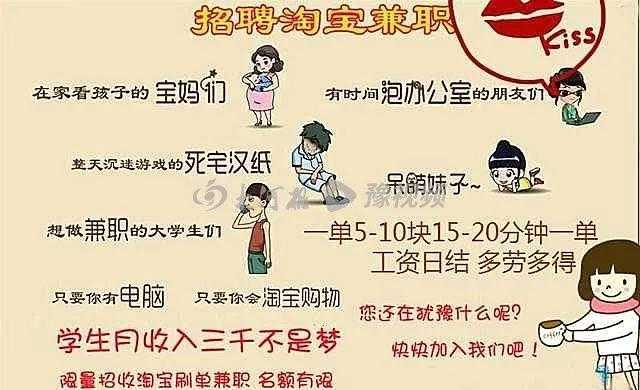 招聘淘宝兼职
Kiss
在家看孩子的 宝妈们
有时间泡办公室的朋友们
整天沉迷游戏的死宅汉纸
呆萌妹子~
豫视频
想做兼职的大学生们
一单5-10块15-20分钟一单
工资日结 多劳多得
只要你有电脑 只要你会淘宝购物
您还在犹豫什么呢?
学生月收入三千不是梦
快快加入我们吧！
限量招收淘宝刷单兼职 名额有限